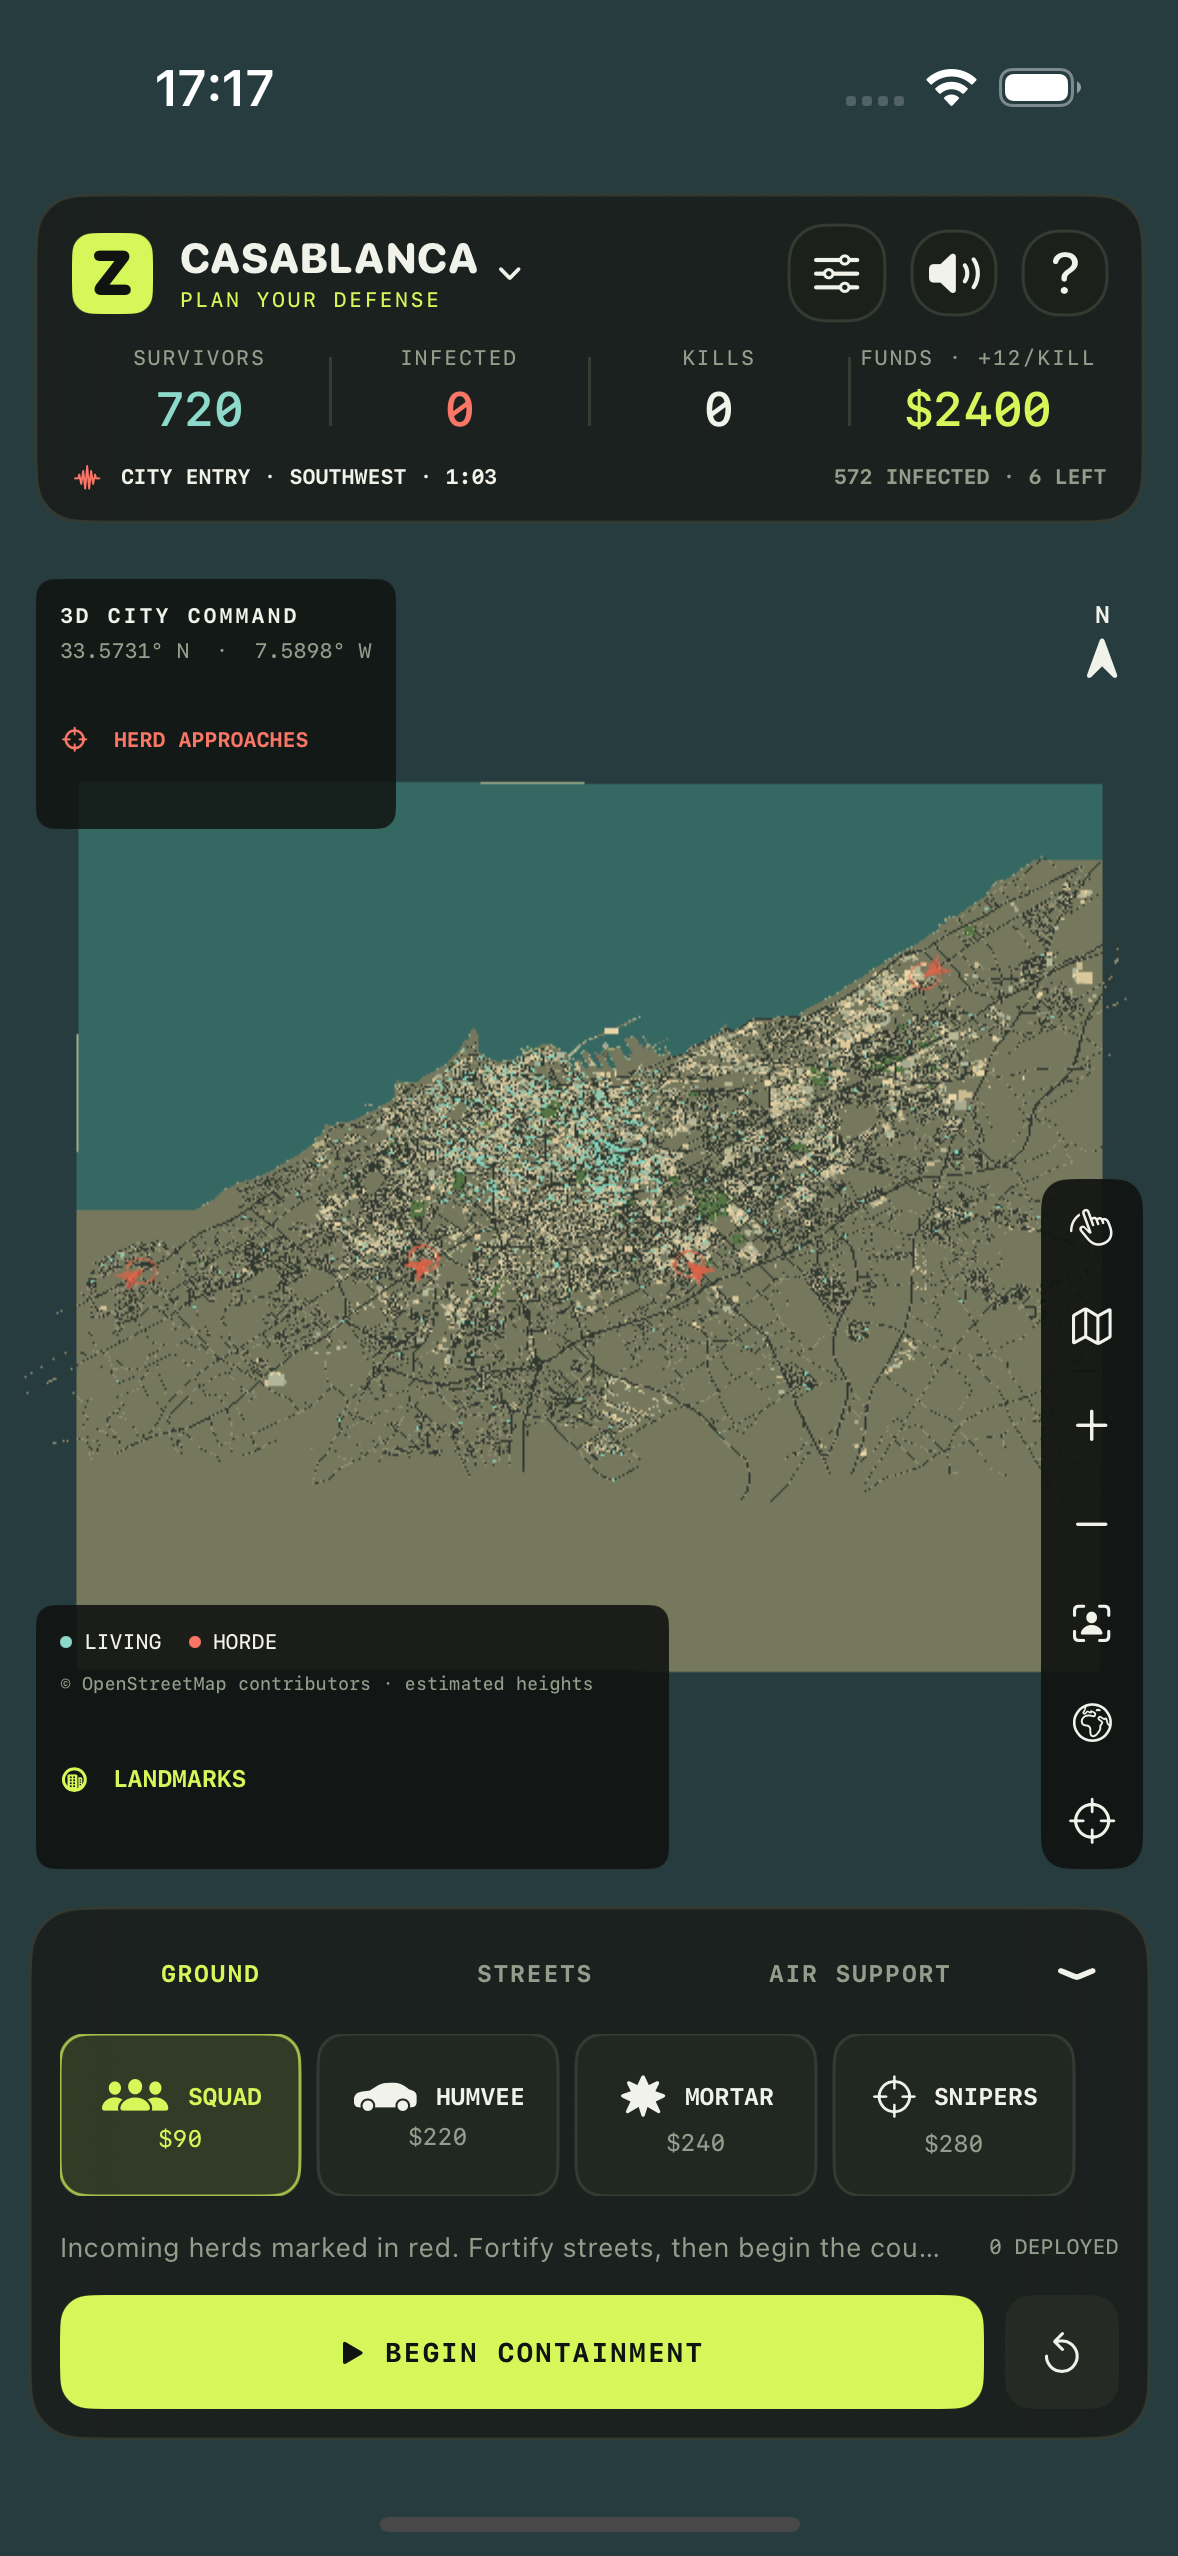 17:17
Z
CASABLANCA
PLAN YOUR DEFENSE
?
SURVIVORS
720
INFECTED
0
KILLS
0
FUNDS · +12/KILL
$2400
CITY ENTRY · SOUTHWEST · 1:03
572 INFECTED · 6 LEFT
3D CITY COMMAND
33.5731° N · 7.5898° W
HERD APPROACHES
N
LIVING
HORDE
© OpenStreetMap contributors · estimated heights
LANDMARKS
GROUND
STREETS
AIR SUPPORT
SQUAD
$90
HUMVEE
$220
MORTAR
$240
SNIPERS
$280
Incoming herds marked in red. Fortify streets, then begin the cou...
0 DEPLOYED
BEGIN CONTAINMENT